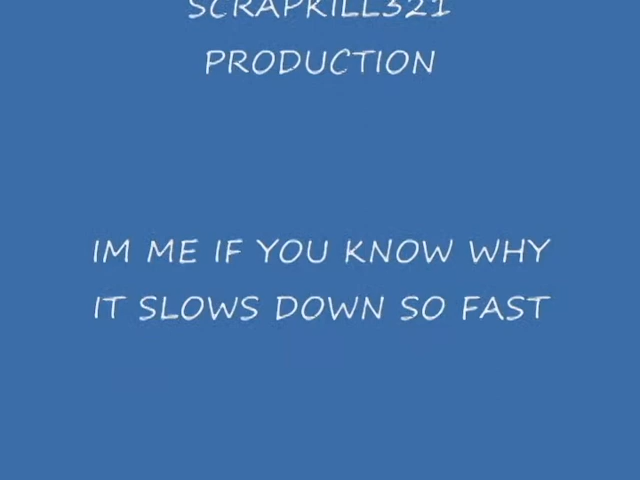 SCRAPKILL321
PRODUCTION
IM ME IF YOU KNOW WHY
IT SLOWS DOWN SO FAST